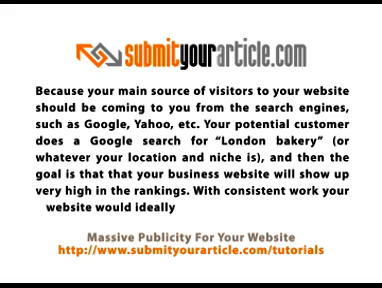 submityourarticle.com
Because your main source of visitors to your website
should be coming to you from the search engines,
such as Google, Yahoo, etc. Your potential customer
does a Google search for “London bakery” (or
whatever your location and niche is), and then the
goal is that that your business website will show up
very high in the rankings. With consistent work your
website would ideally
Massive Publicity For Your Website
http://www.submityourarticle.com/tutorials